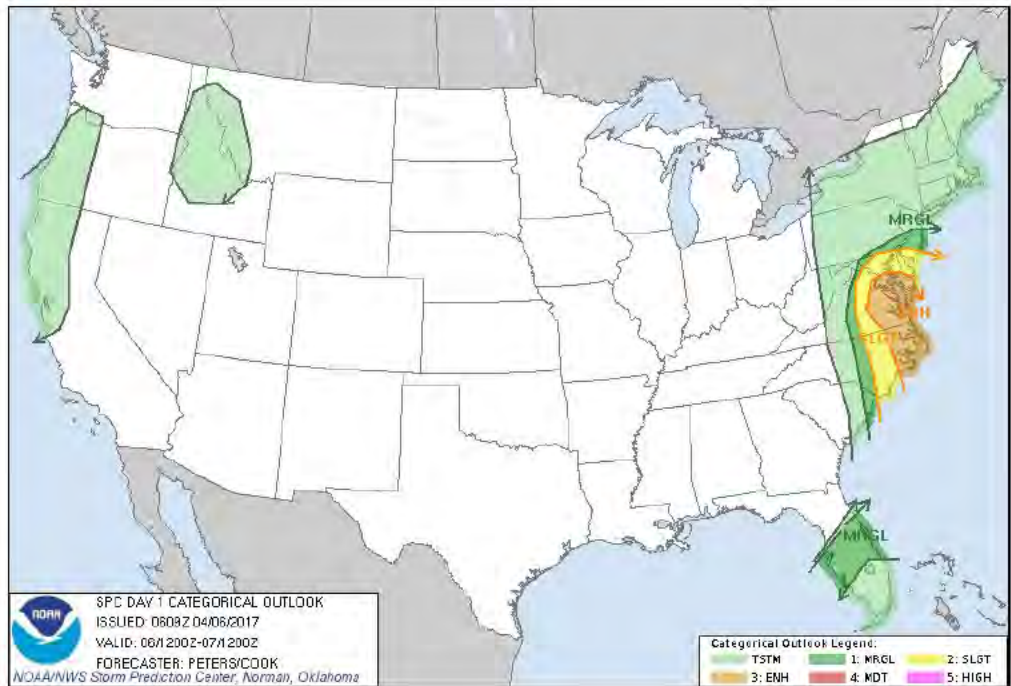 MRGL
ENH
SLGT
MRGL
NOAA
SPC DAY 1 CATEGORICAL OUTLOOK
ISSUED: 0609Z 04/06/2017
VALID: 06/1200Z-07/1200Z
FORECASTER: PETERS/COOK
NOAA/NWS Storm Prediction Center, Norman, Oklahoma
Categorical Outlook Legend:
TSTM 1: MRGL 2: SLGT
3: ENH 4: MDT 5: HIGH